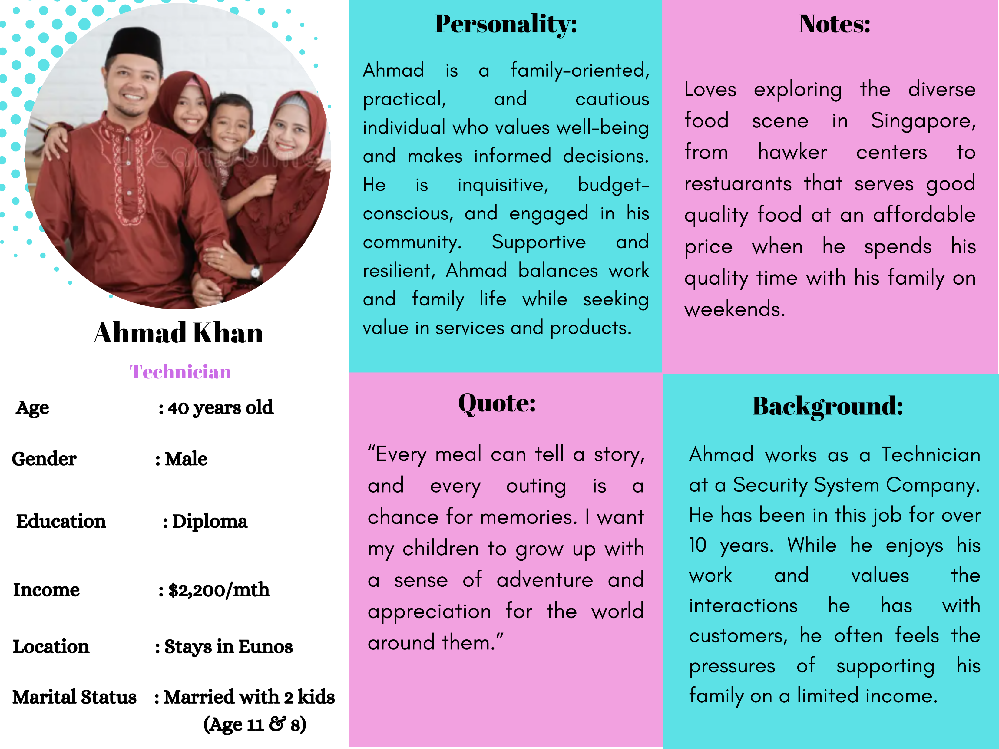 dreamstime
Ahmad Khan
Technician
Age : 40 years old
Gender : Male
Education : Diploma
Income : $2,200/mth
Location : Stays in Eunos
Marital Status : Married with 2 kids
(Age 11 & 8)
Personality:
Ahmad is a family-oriented,
practical, and cautious
individual who values well-being
and makes informed decisions.
He is inquisitive, budget-
conscious, and engaged in his
community. Supportive and
resilient, Ahmad balances work
and family life while seeking
value in services and products.
Notes:
Loves exploring the diverse
food scene in Singapore,
from hawker centers to
restuarants that serves good
quality food at an affordable
price when he spends his
quality time with his family on
weekends.
Quote:
“Every meal can tell a story,
and every outing is a
chance for memories. I want
my children to grow up with
a sense of adventure and
appreciation for the world
around them.”
Background:
Ahmad works as a Technician
at a Security System Company.
He has been in this job for over
10 years. While he enjoys his
work and values the
interactions he has with
customers, he often feels the
pressures of supporting his
family on a limited income.